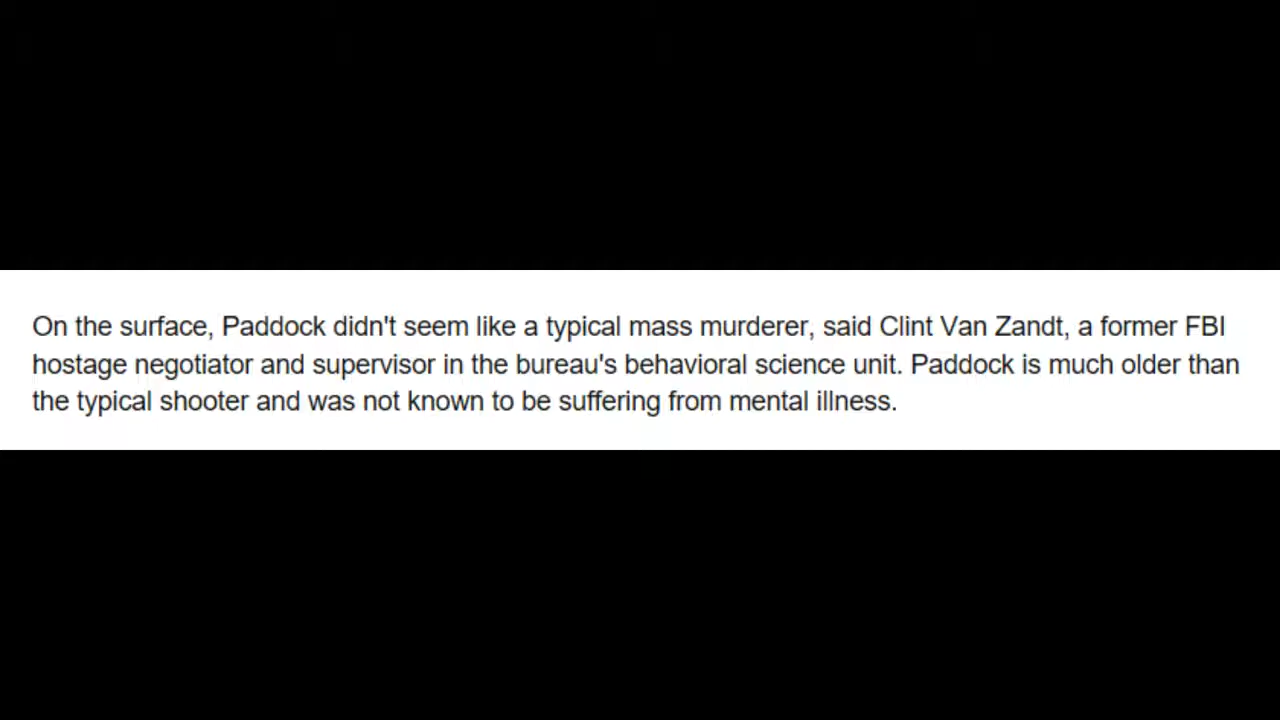 On the surface, Paddock didn't seem like a typical mass murderer, said Clint Van Zandt, a former FBI
hostage negotiator and supervisor in the bureau's behavioral science unit. Paddock is much older than
the typical shooter and was not known to be suffering from mental illness.